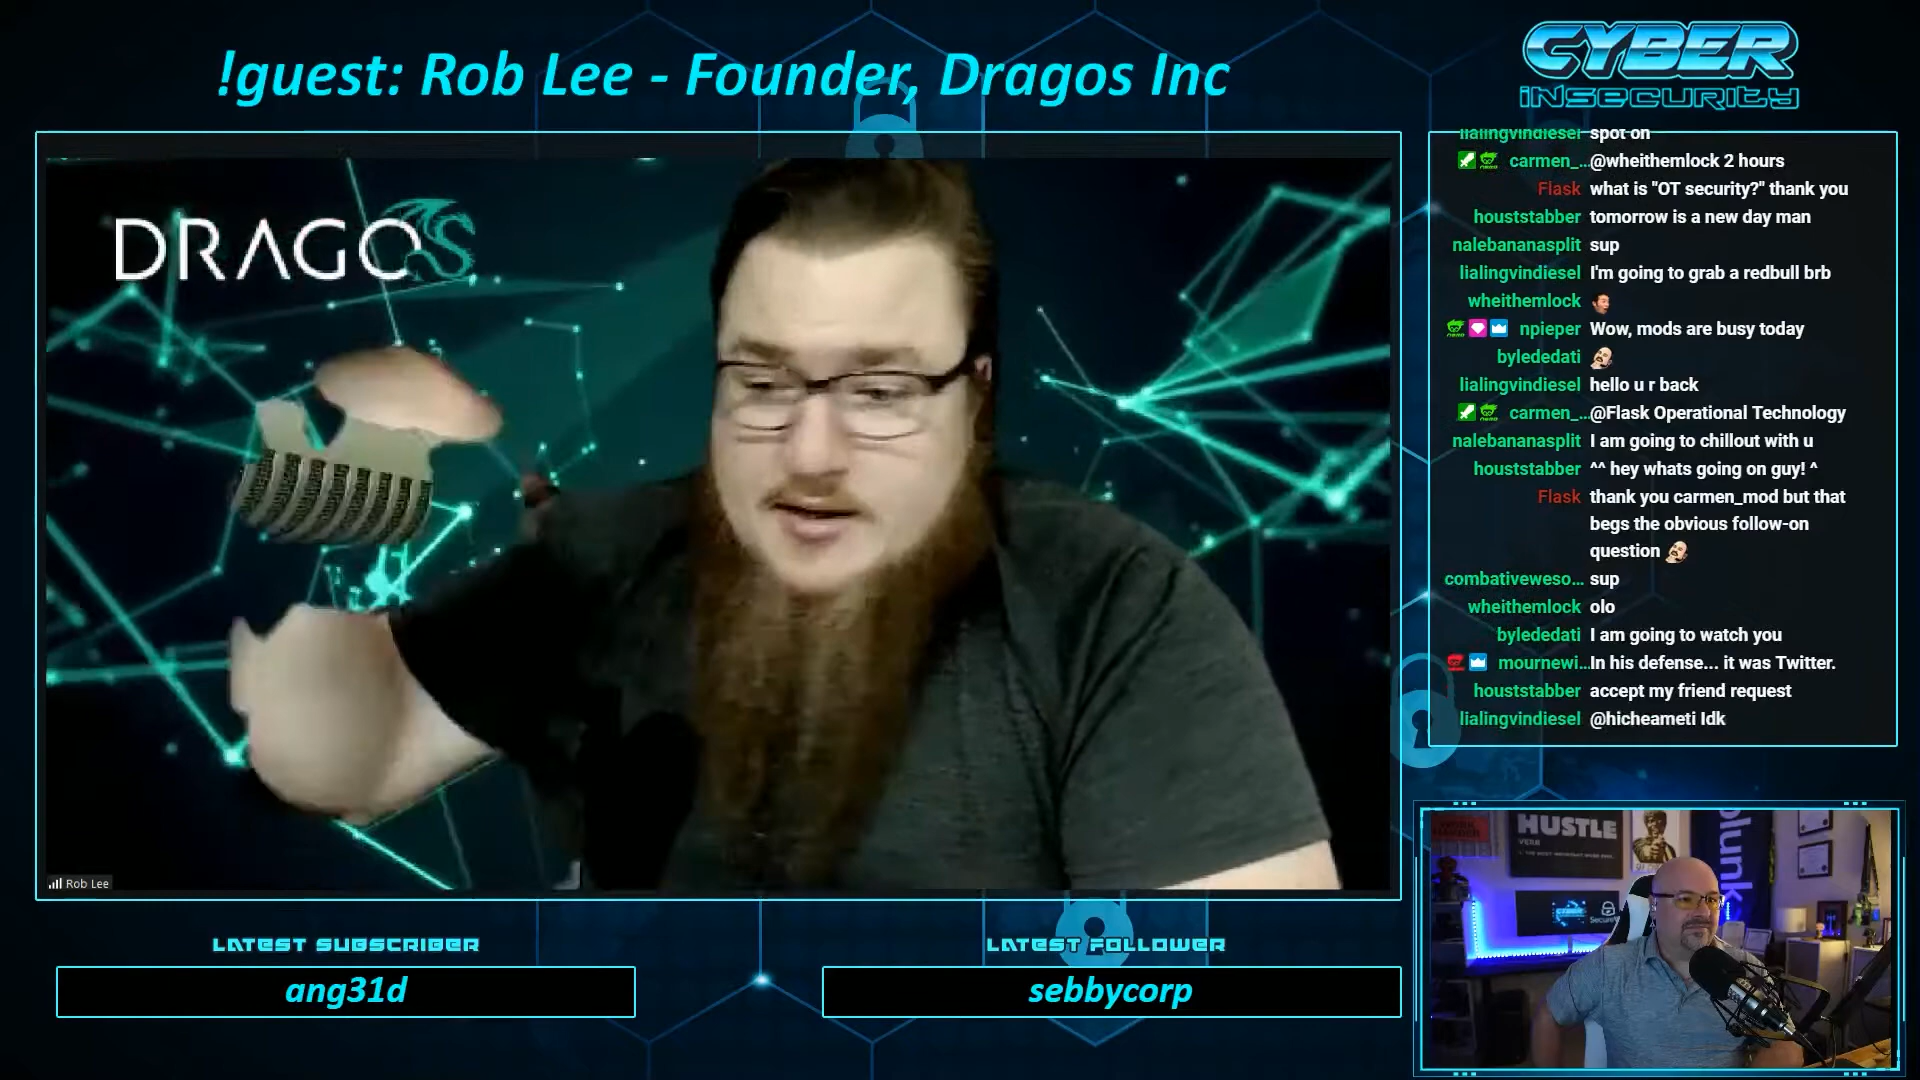 !guest: Rob Lee - Founder, Dragos Inc
CYBER
INSECURITY
DRAGOS
Rob Lee
lialingvindiesel spot on
carmen_... @wheithemlock 2 hours
Flask what is "OT security?" thank you
houststabber tomorrow is a new day man
nalebananasplit sup
lialingvindiesel I'm going to grab a redbull brb
wheithemlock
npieper Wow, mods are busy today
bylededati
lialingvindiesel hello u r back
carmen_... @Flask Operational Technology
nalebananasplit I am going to chillout with u
houststabber ^^ hey whats going on guy! ^
Flask thank you carmen_mod but that
begs the obvious follow-on
question
combativeweso... sup
wheithemlock olo
bylededati I am going to watch you
mournewi... In his defense... it was Twitter.
houststabber accept my friend request
lialingvindiesel @hicheameti Idk
HUSTLE
VERB
splunk
CYBER
Secure
LATEST SUBSCRIBER
ang31d
LATEST FOLLOWER
sebbycorp